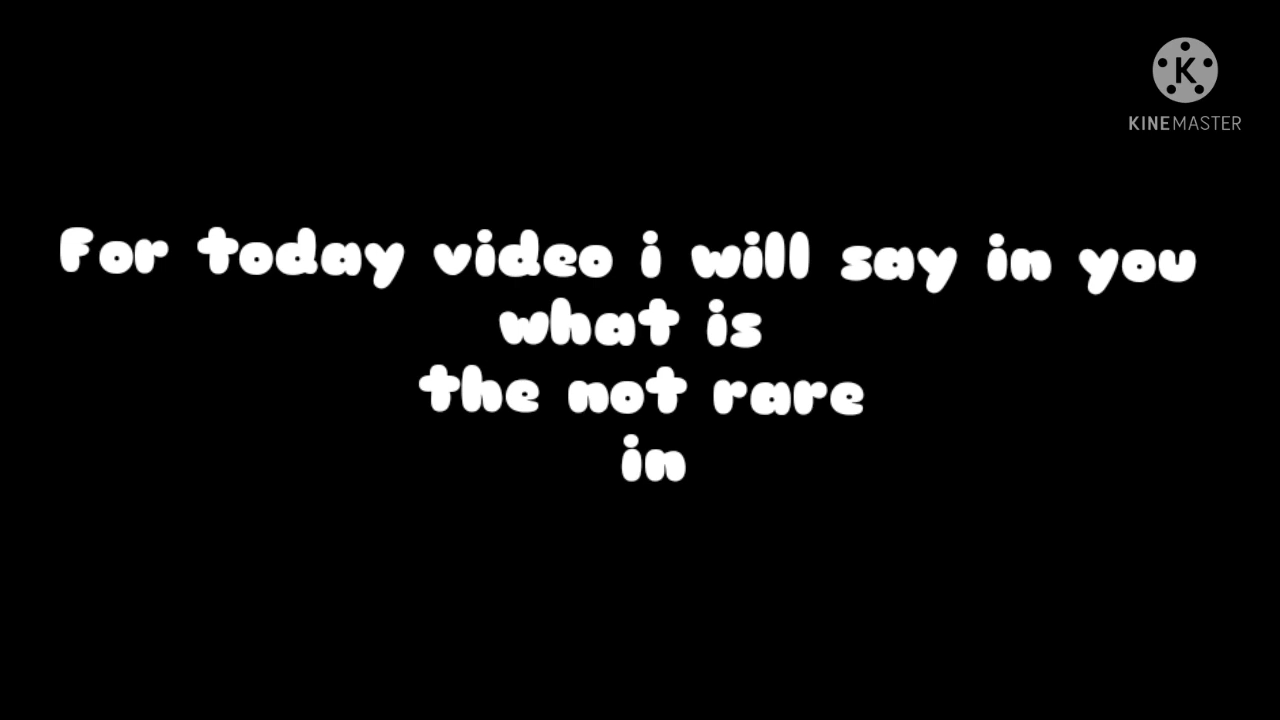 K
KINEMASTER
For today video i will say in you
what is
the not rare
in